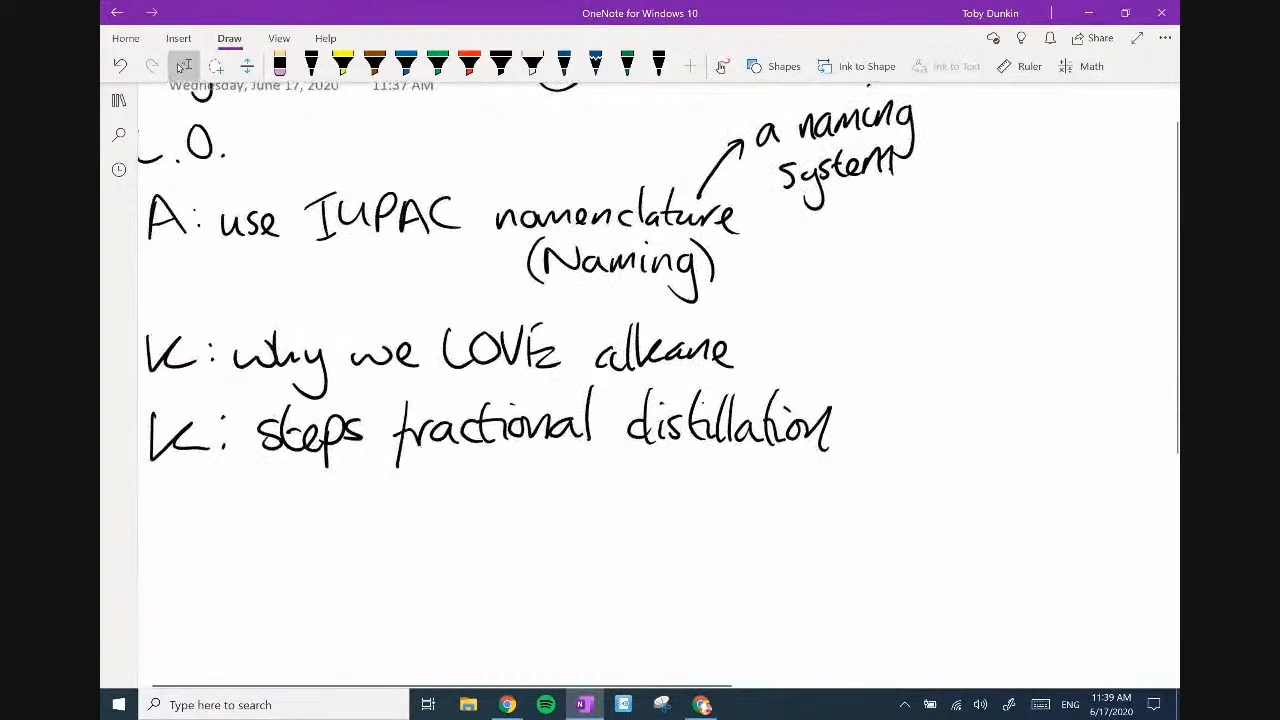 OneNote for Windows 10
Toby Dunkin
Home Insert Draw View Help
Share
Shapes
Ink to Shape
Ink to Text
Ruler
Math
Wednesday, June 17, 2020 11:37 AM
L.O.
a naming
system
A: use IUPAC nomenclature
(Naming)
K: why we LOVE alkane
K: steps fractional distillation
Type here to search
ENG
11:39 AM
6/17/2020